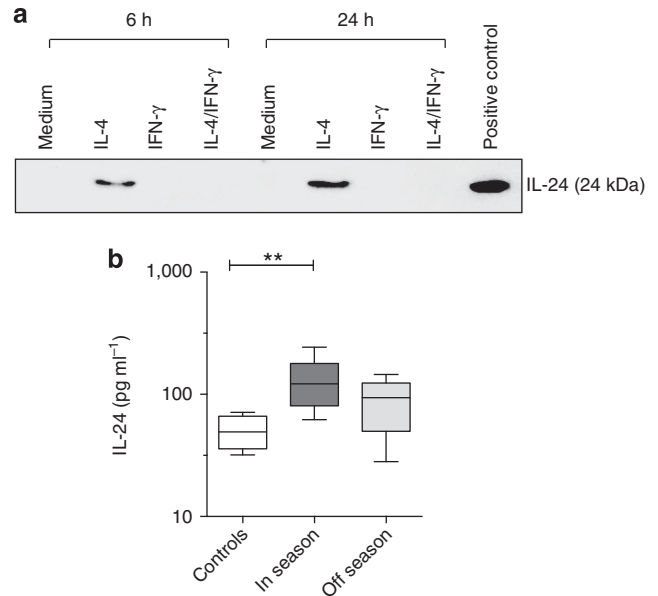 a
6 h
24 h
Medium
IL-4
IFN-γ
IL-4/IFN-γ
Medium
IL-4
IFN-γ
IL-4/IFN-γ
Positive control
IL-24 (24 kDa)
b
**
1,000
100
10
IL-24 (pg ml⁻¹)
Controls
In season
Off season